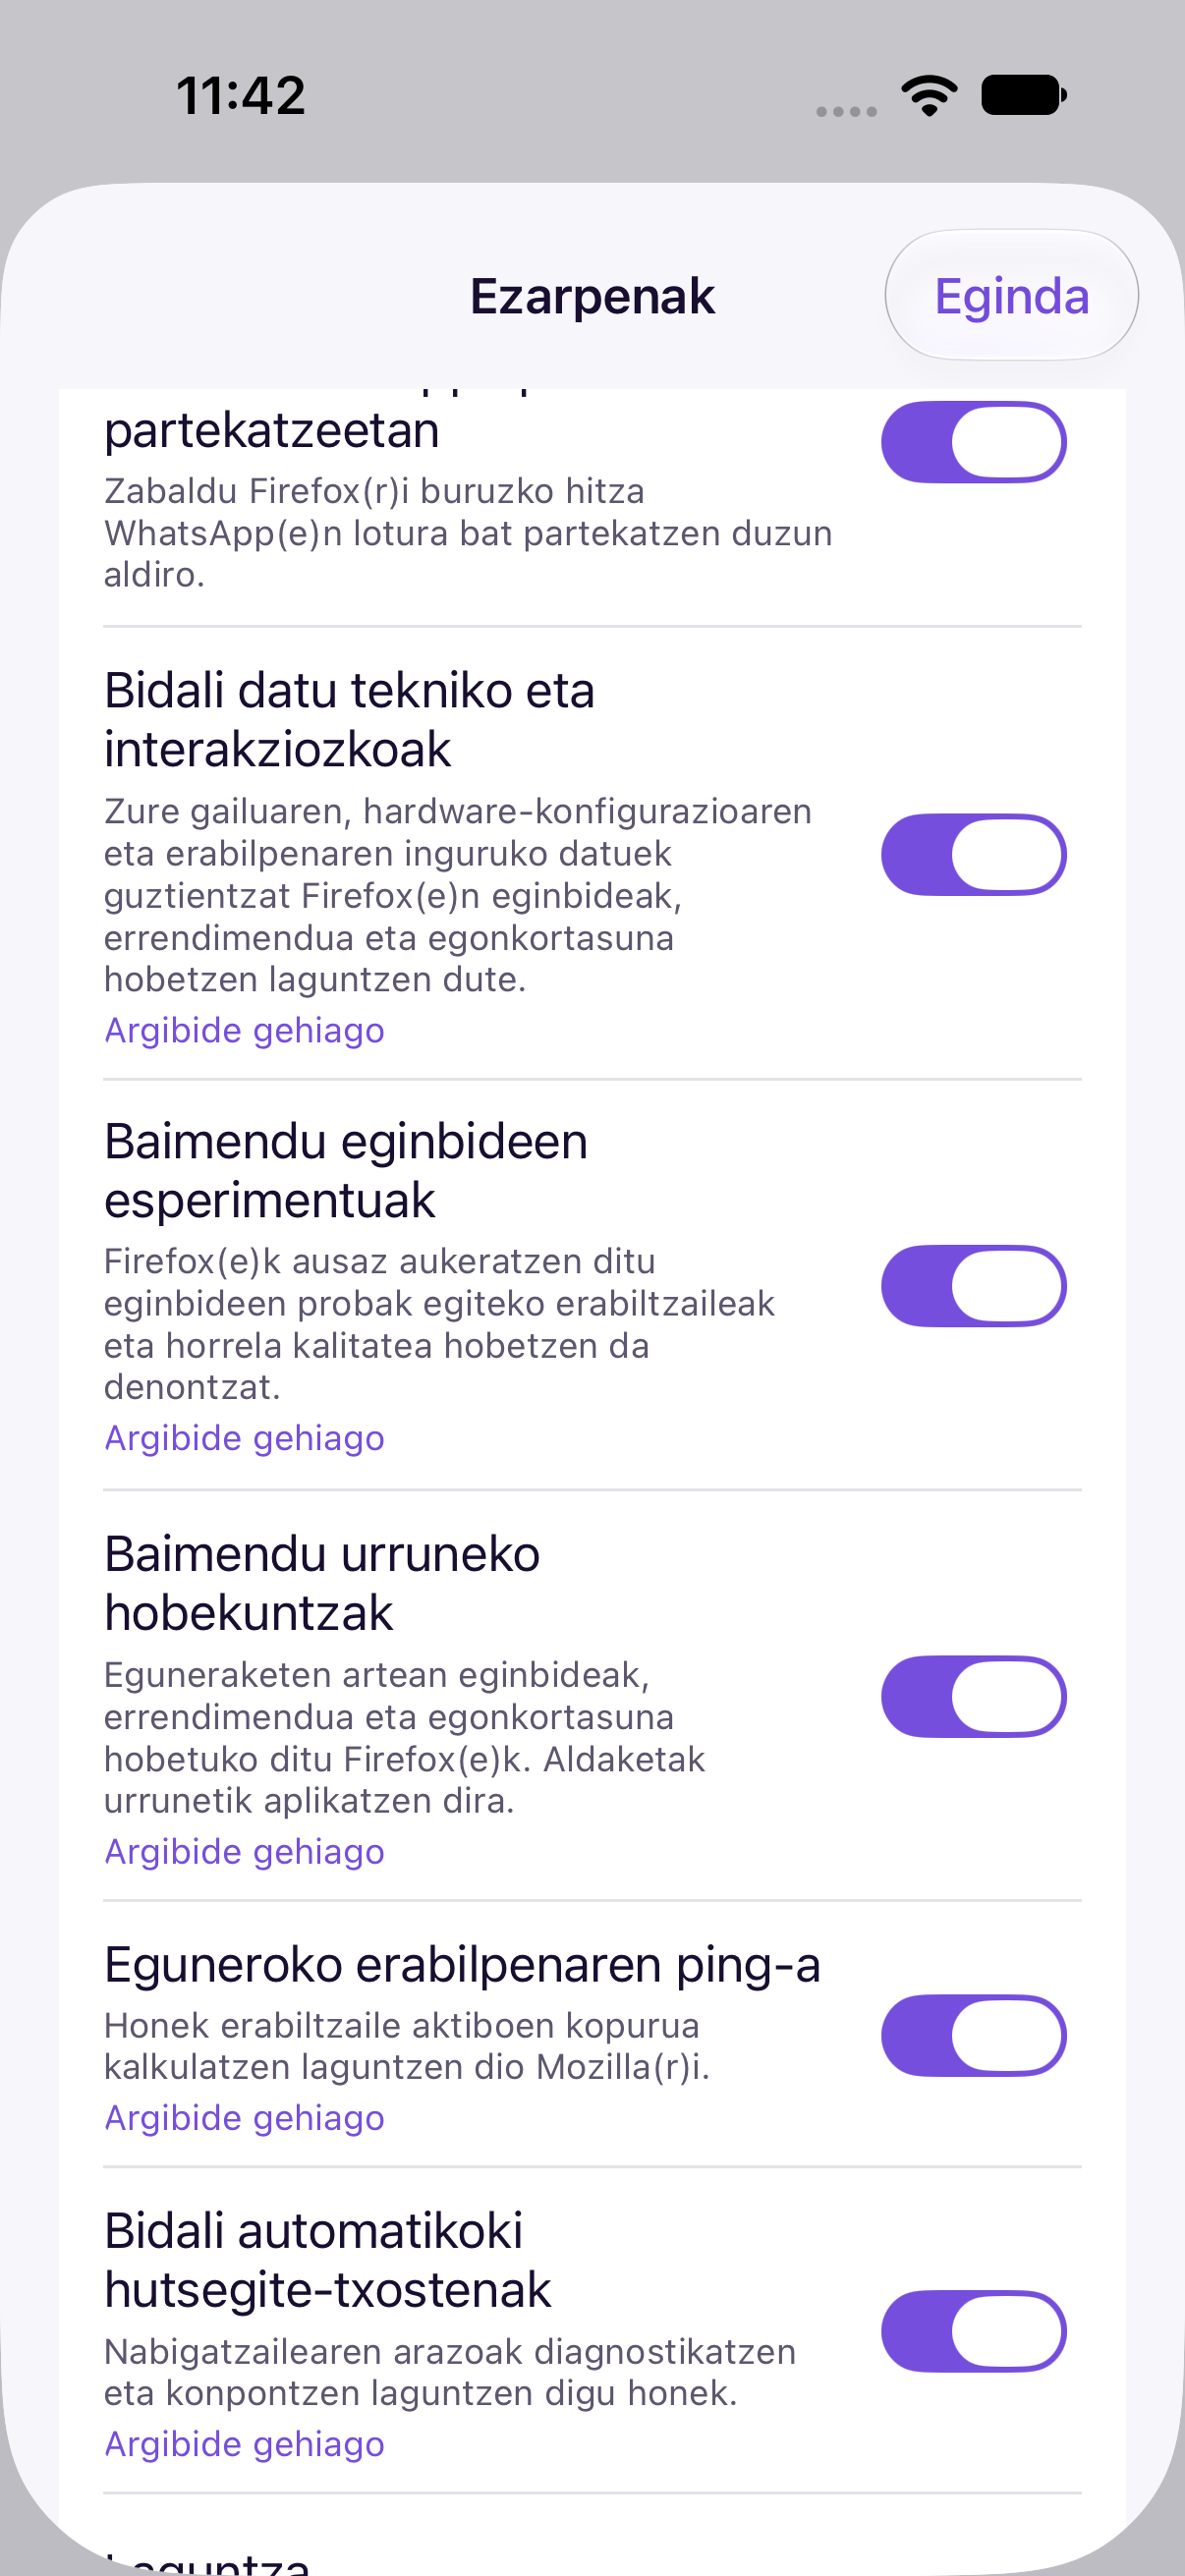 11:42
Ezarpenak
Eginda
partekatzeetan
Zabaldu Firefox(r)i buruzko hitza
WhatsApp(e)n lotura bat partekatzen duzun
aldiro.
Bidali datu tekniko eta
interakziozkoak
Zure gailuaren, hardware-konfigurazioaren
eta erabilpenaren inguruko datuek
guztientzat Firefox(e)n eginbideak,
errendimendua eta egonkortasuna
hobetzen laguntzen dute.
Argibide gehiago
Baimendu eginbideen
esperimentuak
Firefox(e)k ausaz aukeratzen ditu
eginbideen probak egiteko erabiltzaileak
eta horrela kalitatea hobetzen da
denontzat.
Argibide gehiago
Baimendu urruneko
hobekuntzak
Eguneraketen artean eginbideak,
errendimendua eta egonkortasuna
hobetuko ditu Firefox(e)k. Aldaketak
urrunetik aplikatzen dira.
Argibide gehiago
Eguneroko erabilpenaren ping-a
Honek erabiltzaile aktiboen kopurua
kalkulatzen laguntzen dio Mozilla(r)i.
Argibide gehiago
Bidali automatikoki
hutsegite-txostenak
Nabigatzailearen arazoak diagnostikatzen
eta konpontzen laguntzen digu honek.
Argibide gehiago
Laguntza